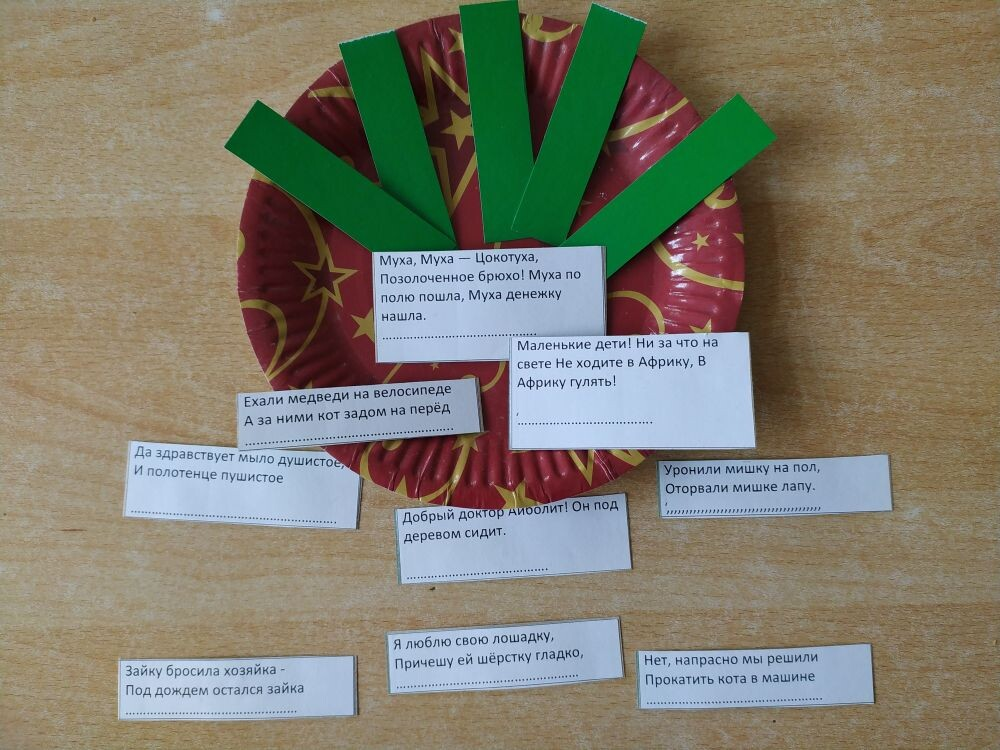 Муха, Муха — Цокотуха,
Позолоченное брюхо! Муха по
полю пошла, Муха денежку
нашла.
……………………………………..
Маленькие дети! Ни за что на
свете Не ходите в Африку, В
Африку гулять!
,
………………………………….
Ехали медведи на велосипеде
А за ними кот задом на перёд
……………………………………………..
Да здравствует мыло душистое,
И полотенце пушистое
…………………………………………………….
Уронили мишку на пол,
Оторвали мишке лапу.
,
,,,,,,,,,,,,,,,,,,,,,,,,,,,,,,,,,,,,,,,
Добрый доктор Айболит! Он под
деревом сидит.
…………………………………….
Я люблю свою лошадку,
Причешу ей шёрстку гладко,
………………………………………………
Зайку бросила хозяйка -
Под дождем остался зайка
……………………………………………
Нет, напрасно мы решили
Прокатить кота в машине
……………………………………………..